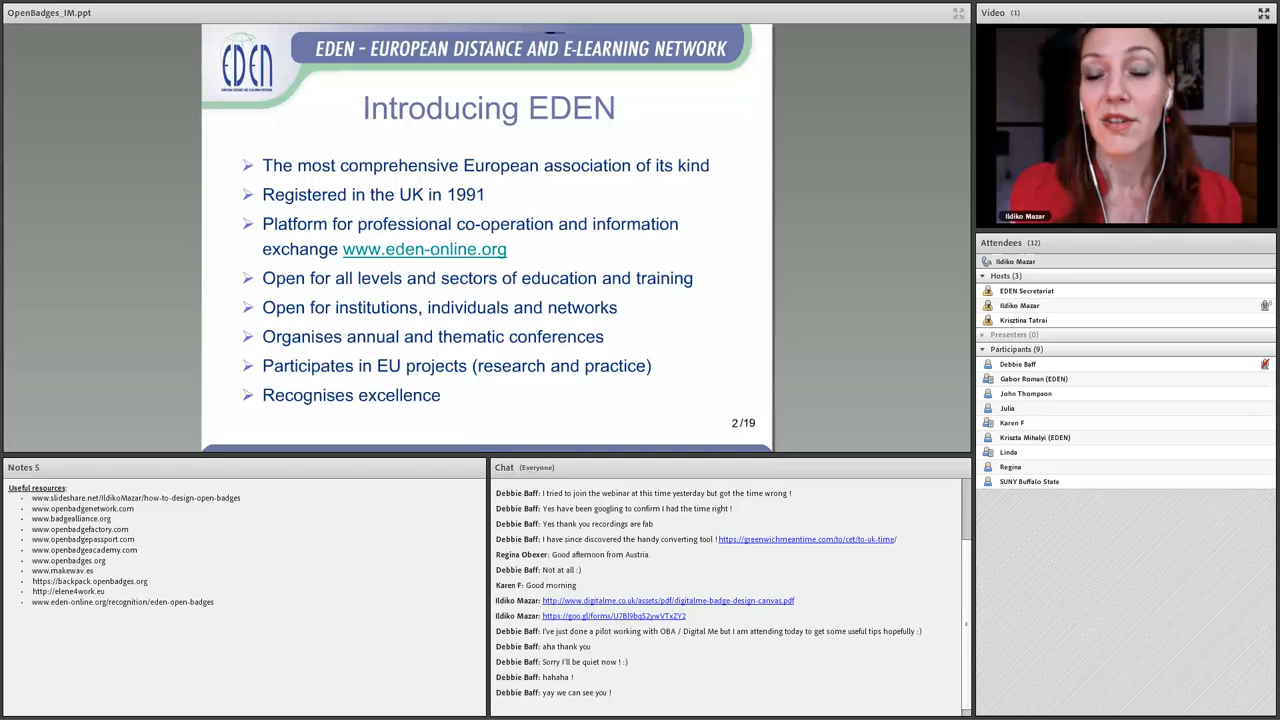 OpenBadges_IM.ppt
EDEN
EDEN - EUROPEAN DISTANCE AND E-LEARNING NETWORK
Introducing EDEN
The most comprehensive European association of its kind
Registered in the UK in 1991
Platform for professional co-operation and information
exchange www.eden-online.org
Open for all levels and sectors of education and training
Open for institutions, individuals and networks
Organises annual and thematic conferences
Participates in EU projects (research and practice)
Recognises excellence
2 /19
Video (1)
Ildiko Mazar
Attendees (12)
Ildiko Mazar
Hosts (3)
EDEN Secretariat
Ildiko Mazar
Krisztina Tatrai
Presenters (0)
Participants (9)
Debbie Baff
Gabor Roman (EDEN)
John Thompson
Julia
Karen F
Kriszta Mihalyi (EDEN)
Linda
Regina
SUNY Buffalo State
Notes 5
Useful resources:
www.slideshare.net/IldikoMazar/how-to-design-open-badges
www.openbadgenetwork.com
www.badgealliance.org
www.openbadgefactory.com
www.openbadgepassport.com
www.openbadgeacademy.com
www.openbadges.org
www.makewav.es
https://backpack.openbadges.org
http://elene4work.eu
www.eden-online.org/recognition/eden-open-badges
Chat (Everyone)
Debbie Baff: I tried to join the webinar at this time yesterday but got the time wrong !
Debbie Baff: Yes have been googling to confirm I had the time right !
Debbie Baff: Yes thank you recordings are fab
Debbie Baff: I have since discovered the handy converting tool ! https://greenwichmeantime.com/to/cet/to-uk-time/
Regina Obexer: Good afternoon from Austria.
Debbie Baff: Not at all :)
Karen F: Good morning
Ildiko Mazar: http://www.digitalme.co.uk/assets/pdf/digitalme-badge-design-canvas.pdf
Ildiko Mazar: https://goo.gl/forms/U7Bl9bqS2ywVTxZY2
Debbie Baff: I've just done a pilot working with OBA / Digital Me but I am attending today to get some useful tips hopefully :)
Debbie Baff: aha thank you
Debbie Baff: Sorry I'll be quiet now ! :)
Debbie Baff: hahaha !
Debbie Baff: yay we can see you !